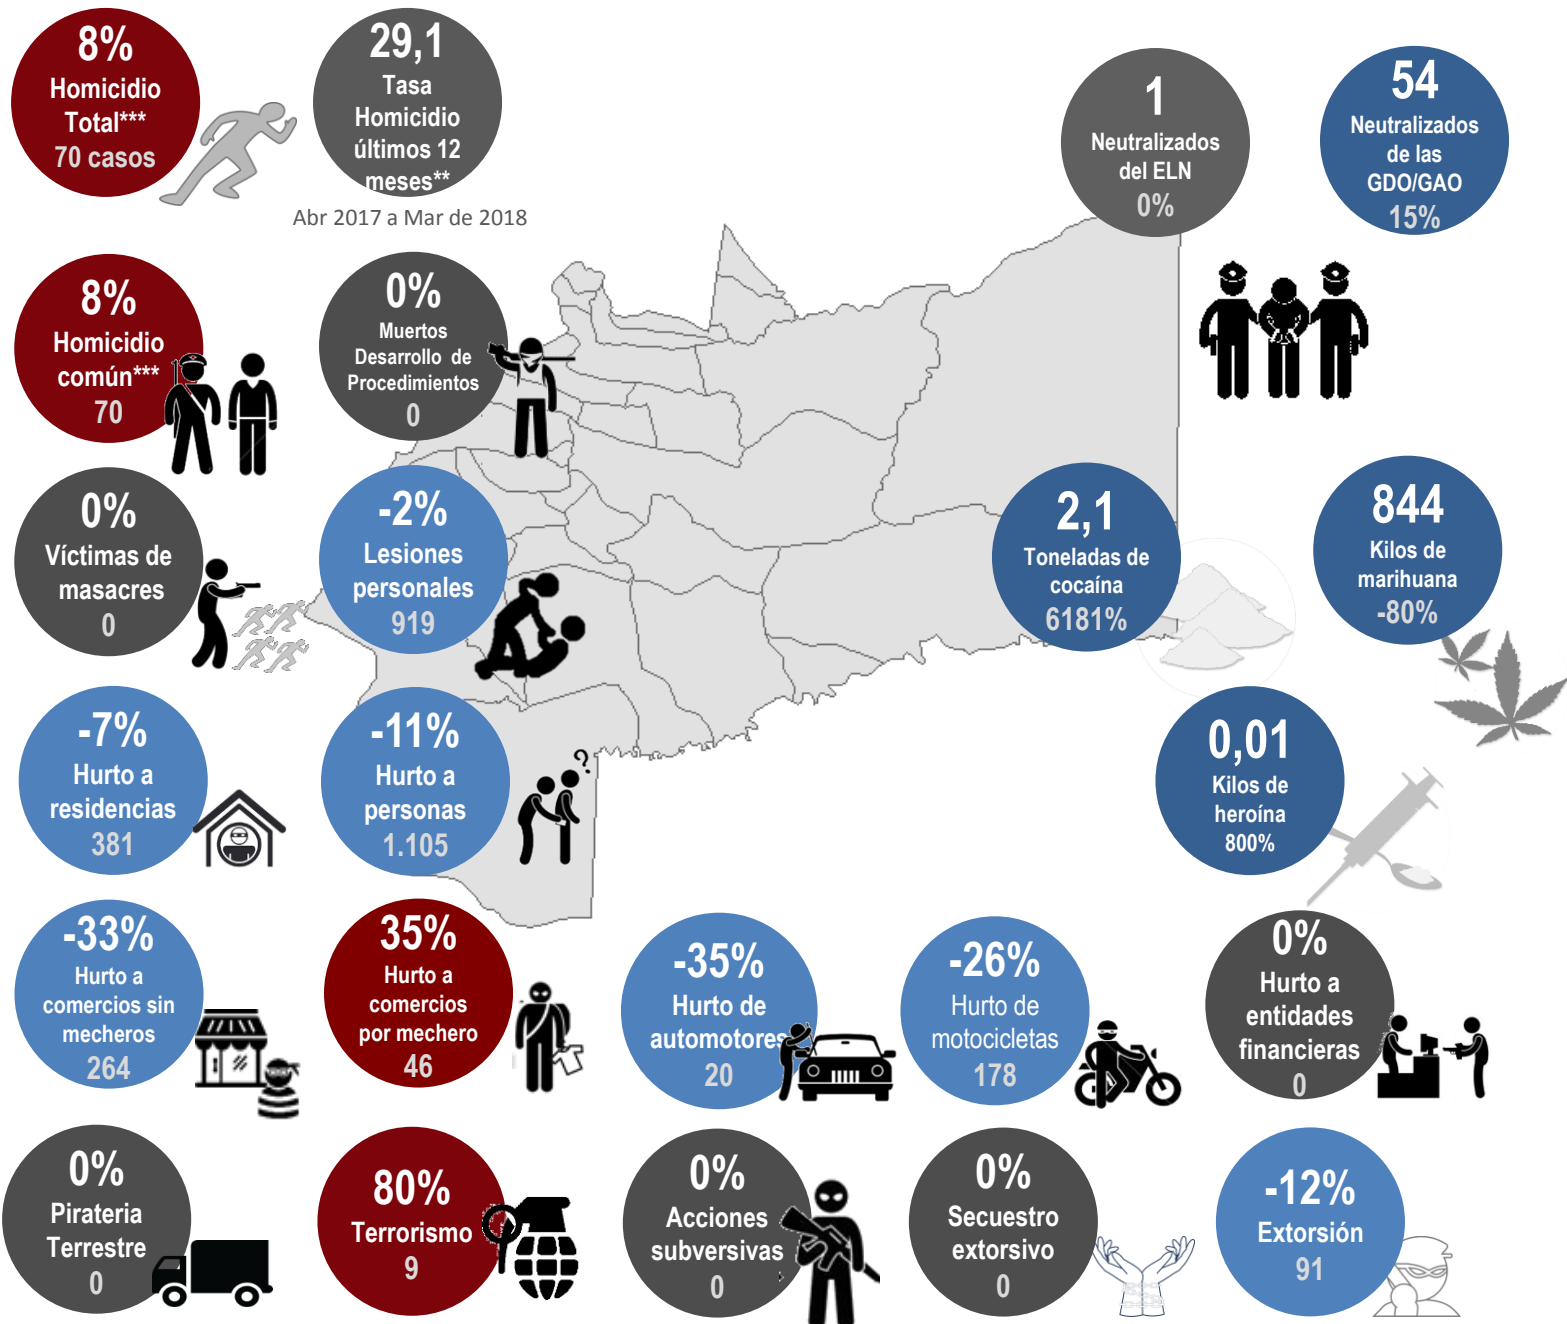 8%
Homicidio
Total***
70 casos
29,1
Tasa
Homicidio
últimos 12
meses**
Abr 2017 a Mar de 2018
1
Neutralizados
del ELN
0%
54
Neutralizados
de las
GDO/GAO
15%
8%
Homicidio
común***
70
0%
Muertos
Desarrollo de
Procedimientos
0
0%
Víctimas de
masacres
0
-2%
Lesiones
personales
919
2,1
Toneladas de
cocaína
6181%
844
Kilos de
marihuana
-80%
-7%
Hurto a
residencias
381
-11%
Hurto a
personas
1.105
?
0,01
Kilos de
heroína
800%
-33%
Hurto a
comercios sin
mecheros
264
35%
Hurto a
comercios
por mechero
46
-35%
Hurto de
automotores
20
-26%
Hurto de
motocicletas
178
0%
Hurto a
entidades
financieras
0
0%
Pirateria
Terrestre
0
80%
Terrorismo
9
0%
Acciones
subversivas
0
0%
Secuestro
extorsivo
0
-12%
Extorsión
91